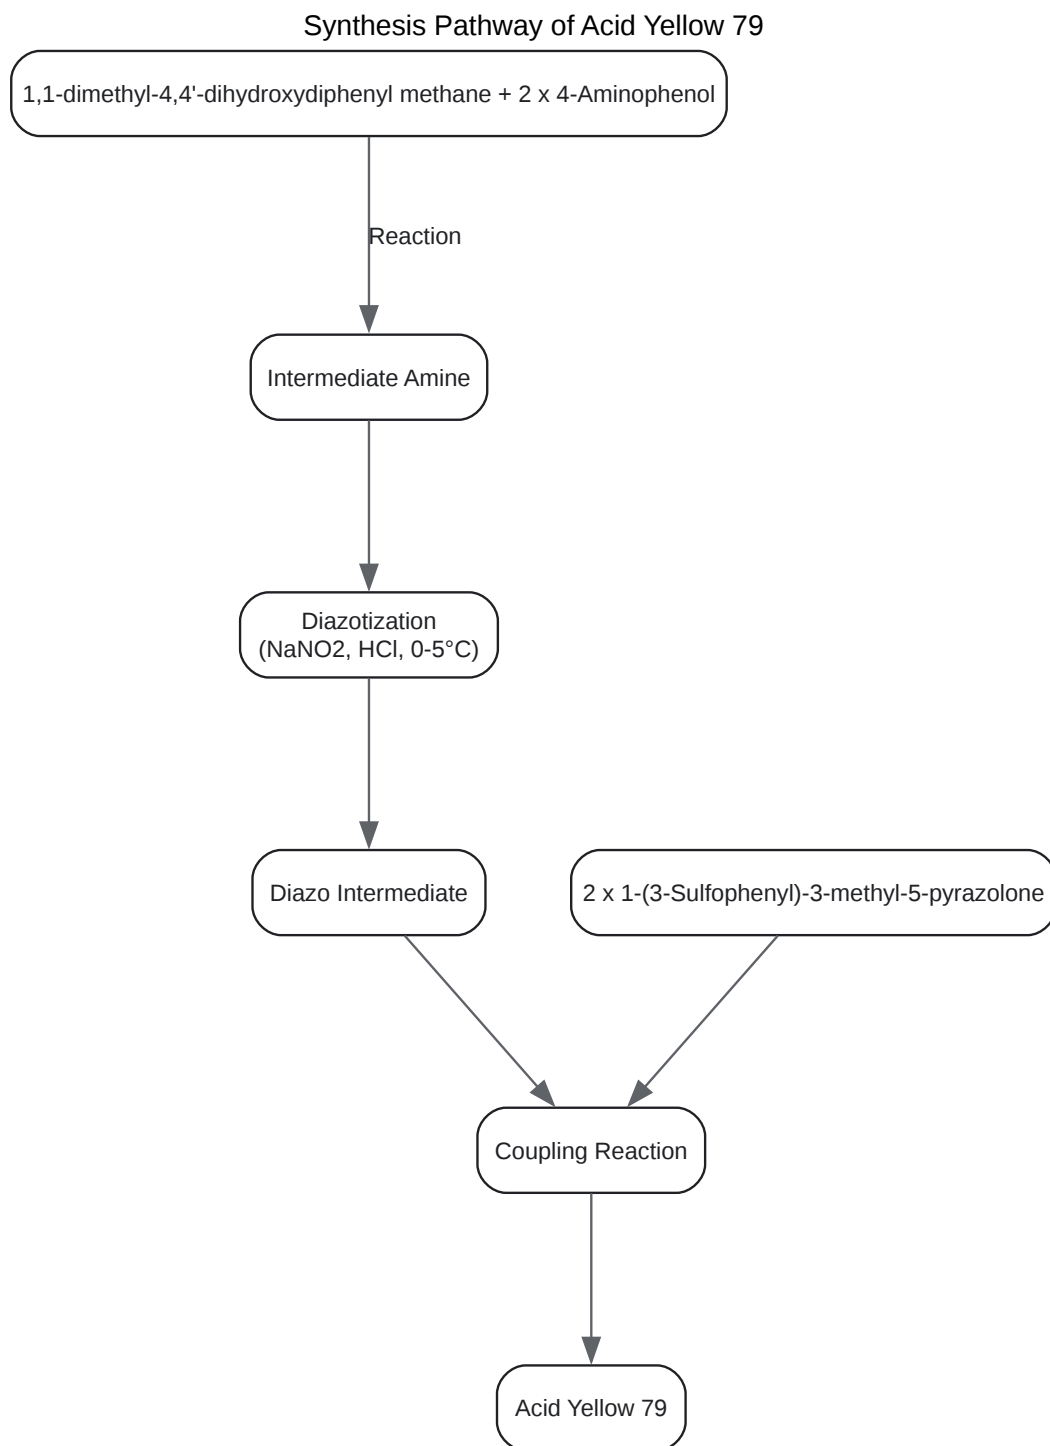 Synthesis Pathway of Acid Yellow 79
1,1-dimethyl-4,4'-dihydroxydiphenyl methane + 2 x 4-Aminophenol
Reaction
Intermediate Amine
Diazotization
(NaNO2, HCl, 0-5°C)
Diazo Intermediate
2 x 1-(3-Sulfophenyl)-3-methyl-5-pyrazolone
Coupling Reaction
Acid Yellow 79